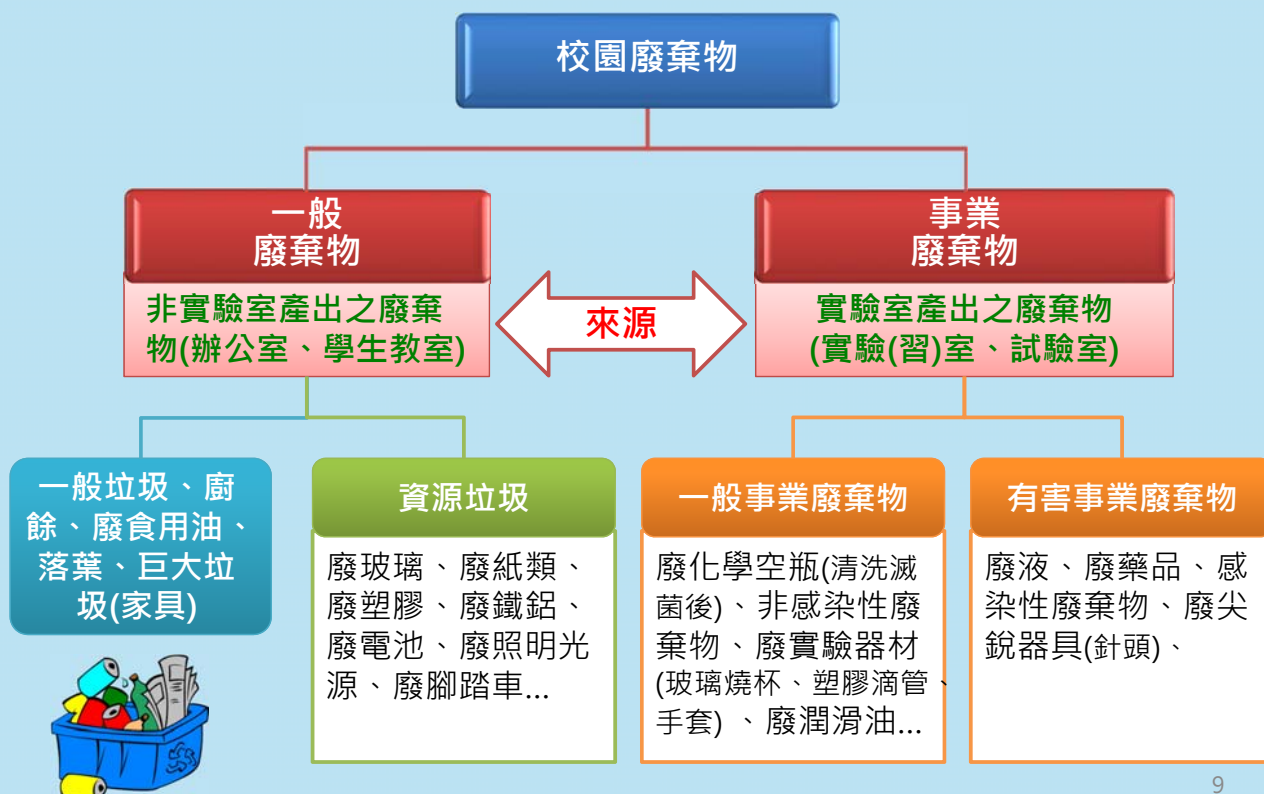 校園廢棄物
一般
廢棄物
非實驗室產出之廢棄
物(辦公室、學生教室)
來源
事業
廢棄物
實驗室產出之廢棄物
(實驗(習)室、試驗室)
一般垃圾、廚
餘、廢食用油、
落葉、巨大垃
圾(家具)
資源垃圾
廢玻璃、廢紙類、
廢塑膠、廢鐵鋁、
廢電池、廢照明光
源、廢腳踏車...
一般事業廢棄物
廢化學空瓶(清洗滅
菌後)、非感染性廢
棄物、廢實驗器材
(玻璃燒杯、塑膠滴管、
手套) 、廢潤滑油...
有害事業廢棄物
廢液、廢藥品、感
染性廢棄物、廢尖
銳器具(針頭)、
9